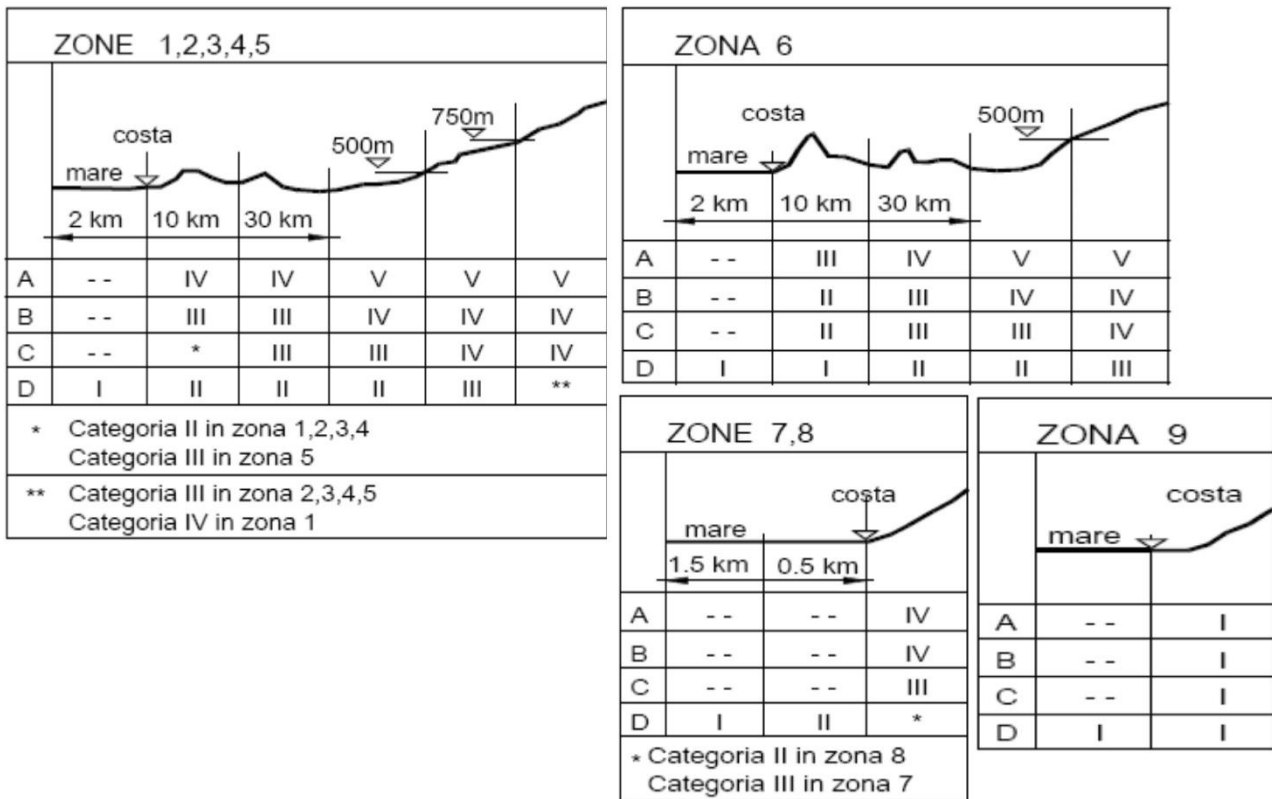 ZONE 1,2,3,4,5
costa
500m
750m
mare
2 km 10 km 30 km
A -- IV IV V V V
B -- III III IV IV IV
C -- * III III IV IV
D I II II II III **
* Categoria II in zona 1,2,3,4
Categoria III in zona 5
** Categoria III in zona 2,3,4,5
Categoria IV in zona 1
ZONA 6
costa
500m
mare
2 km 10 km 30 km
A -- III IV V V
B -- II III IV IV
C -- II III III IV
D I I II II III
ZONE 7,8
costa
mare
1.5 km 0.5 km
A -- -- IV
B -- -- IV
C -- -- III
D I II *
* Categoria II in zona 8
Categoria III in zona 7
ZONA 9
costa
mare
A -- I
B -- I
C -- I
D I I